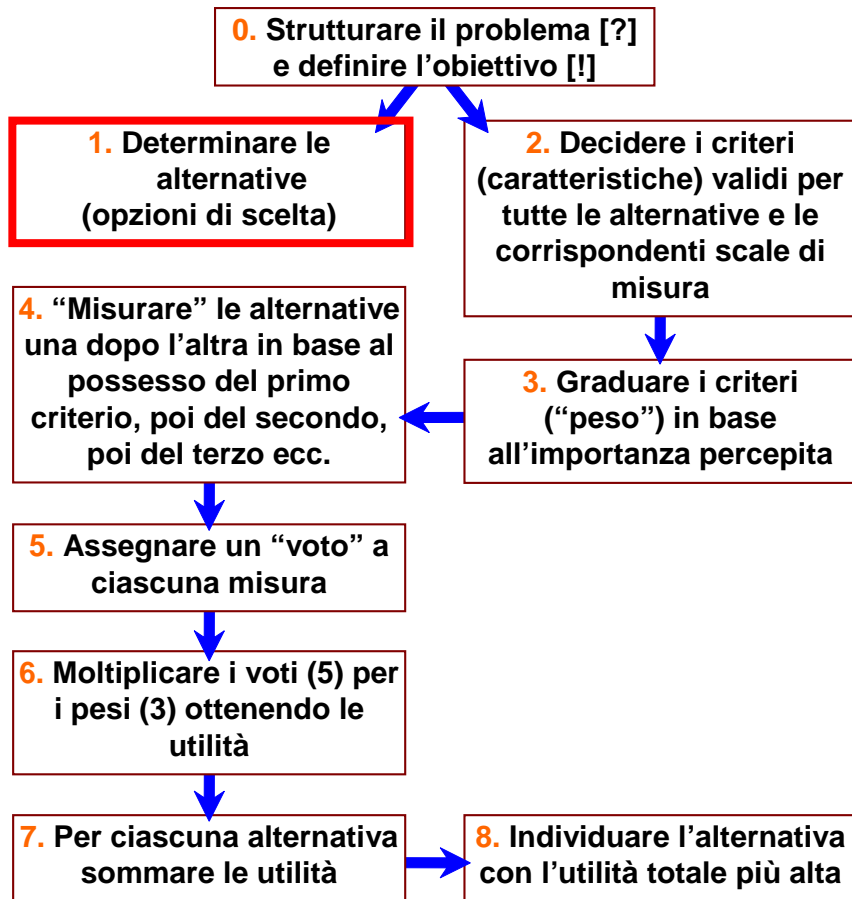 0. Strutturare il problema [?]
e definire l’obiettivo [!]
1. Determinare le
alternative
(opzioni di scelta)
2. Decidere i criteri
(caratteristiche) validi per
tutte le alternative e le
corrispondenti scale di
misura
3. Graduare i criteri
(“peso”) in base
all’importanza percepita
4. “Misurare” le alternative
una dopo l’altra in base al
possesso del primo
criterio, poi del secondo,
poi del terzo ecc.
5. Assegnare un “voto” a
ciascuna misura
6. Moltiplicare i voti (5) per
i pesi (3) ottenendo le
utilità
7. Per ciascuna alternativa
sommare le utilità
8. Individuare l’alternativa
con l’utilità totale più alta